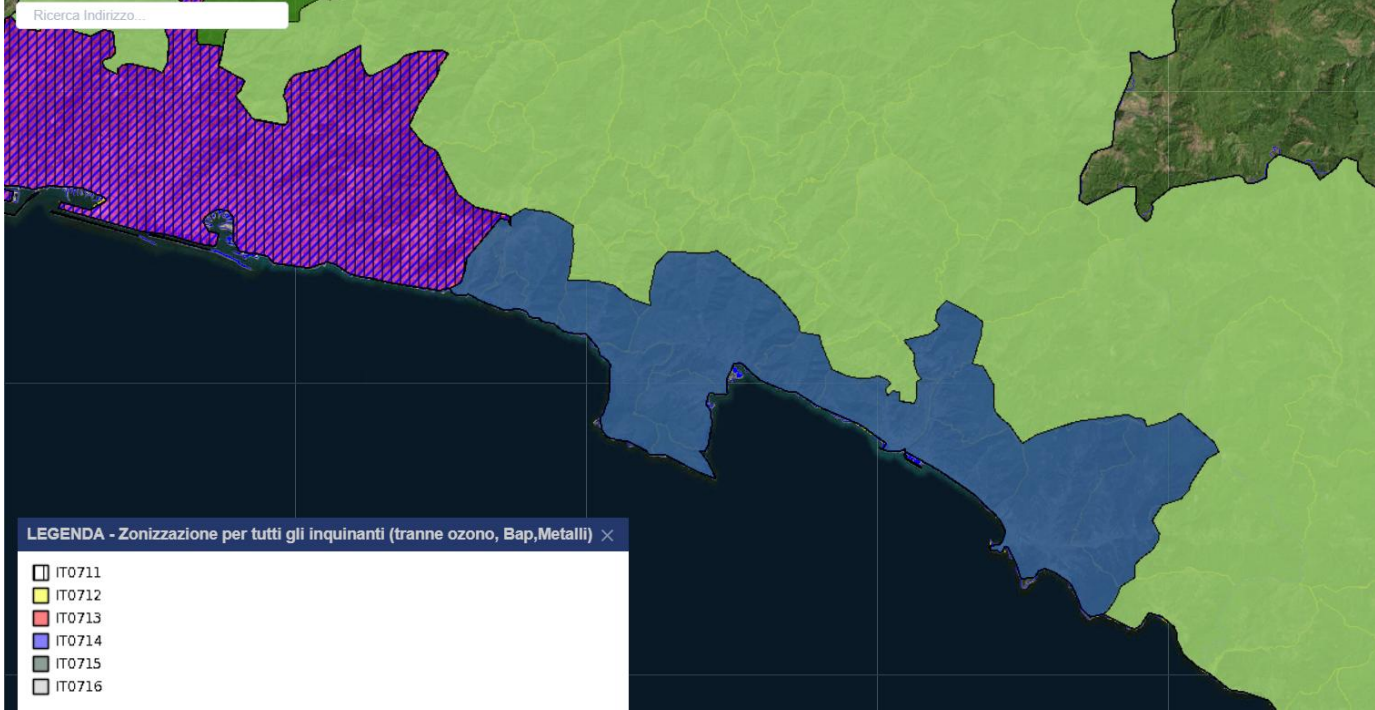 Ricerca Indirizzo...
LEGENDA - Zonizzazione per tutti gli inquinanti (tranne ozono, Bap,Metalli)
IT0711
IT0712
IT0713
IT0714
IT0715
IT0716